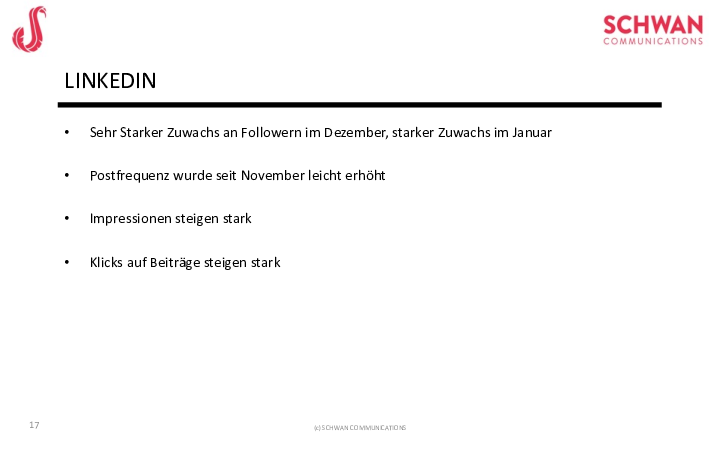 SCHWAN
COMMUNICATIONS
LINKEDIN
• Sehr Starker Zuwachs an Followern im Dezember, starker Zuwachs im Januar
• Postfrequenz wurde seit November leicht erhöht
• Impressionen steigen stark
• Klicks auf Beiträge steigen stark
17
(c) SCHWAN COMMUNICATIONS